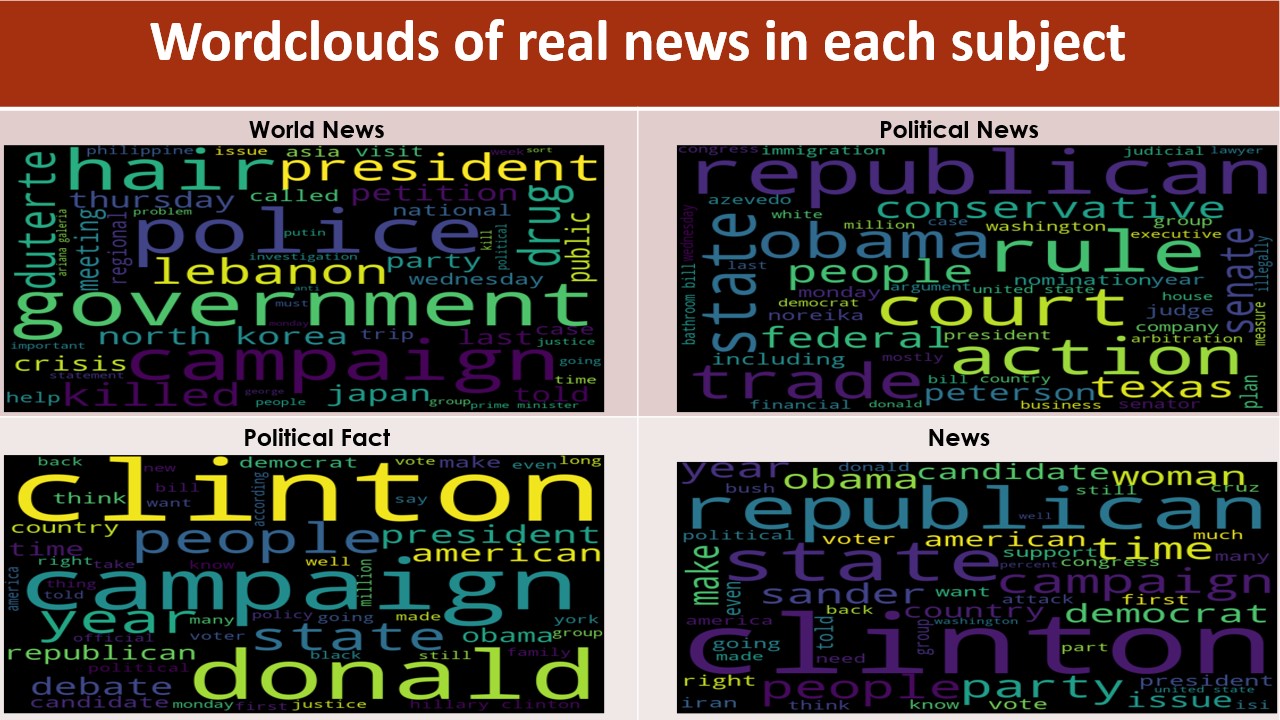 Wordclouds of real news in each subject
World News
philippine issue asia visit week sort
hair president
duterte thursday called petition drug
problem national public
ariana galeria meeting regional police putin kill political
investigation
lebanon party
wednesday
anti
must
government
monday
north korea trip last case
important justice
crisis campaign going
statement time
help killed george japan told
people group prime minister
Political News
congress immigration judicial lawyer
republican
azevedo conservative
white group
million case washington executive
wednesday state obama rule senate illegally
last people nominationyear
monday argument united state
democrat house
bathroom bill noreika court judge measure
federal president company
arbitration
including mostly action
trade bill country texas plan
peterson
financial donald business senator
Political Fact
back democrat vote make even long
new
clinton
think bill according say
want
country people president
time american
right take know well
america thing campaign million
told
year many policy going made york
official voter state obama group
republican black still family
political donald
debate
candidate monday first justice hillary clinton
News
year donald candidate woman
obama
bush still cruz
republican
well
political voter american much
make state support time many
percent congress
even sander want attack campaign
first
back country democrat
america told group washington
going clinton
made need part
right people party president
united state
iran think know vote issue isi